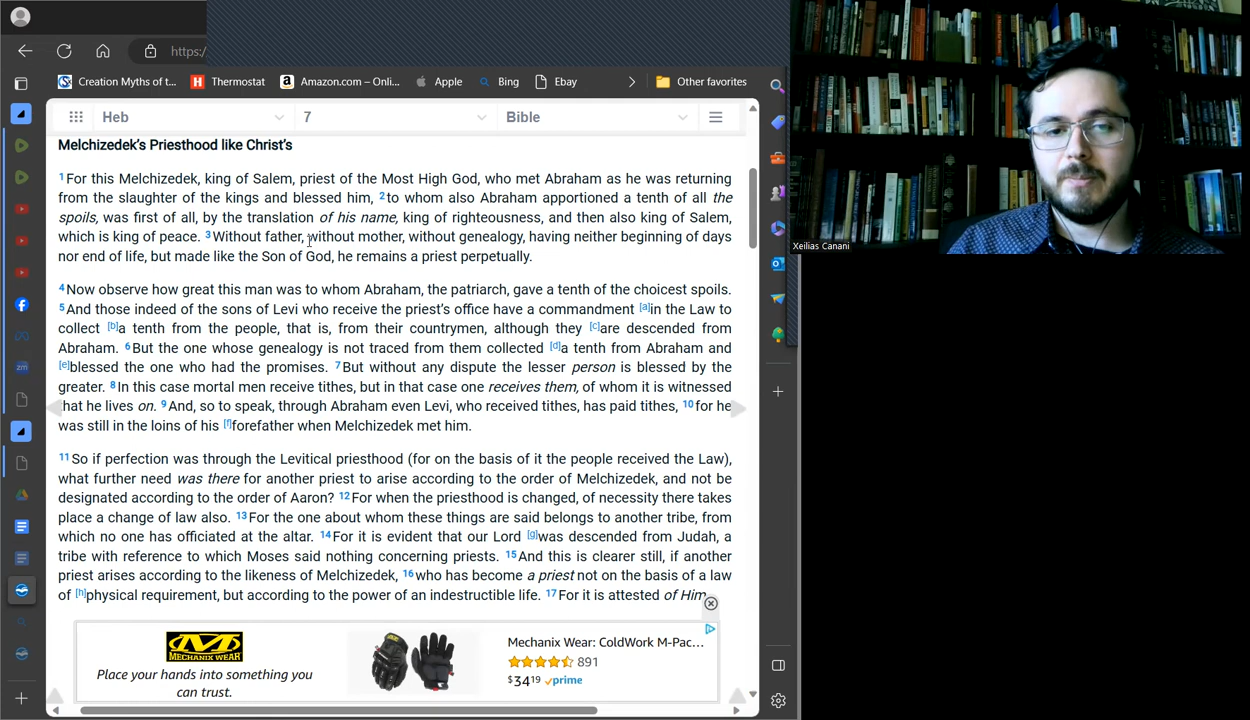 https:/
Creation Myths of t...
Thermostat
Amazon.com – Onli...
Apple
Bing
Ebay
Other favorites
Heb
7
Bible
Melchizedek's Priesthood like Christ's
1 For this Melchizedek, king of Salem, priest of the Most High God, who met Abraham as he was returning
from the slaughter of the kings and blessed him, 2 to whom also Abraham apportioned a tenth of all the
spoils, was first of all, by the translation of his name, king of righteousness, and then also king of Salem,
which is king of peace. 3 Without father, without mother, without genealogy, having neither beginning of days
nor end of life, but made like the Son of God, he remains a priest perpetually.
4 Now observe how great this man was to whom Abraham, the patriarch, gave a tenth of the choicest spoils.
5 And those indeed of the sons of Levi who receive the priest's office have a commandment [a]in the Law to
collect [b]a tenth from the people, that is, from their countrymen, although they [c]are descended from
Abraham. 6 But the one whose genealogy is not traced from them collected [d]a tenth from Abraham and
[e]blessed the one who had the promises. 7 But without any dispute the lesser person is blessed by the
greater. 8 In this case mortal men receive tithes, but in that case one receives them, of whom it is witnessed
hat he lives on. 9 And, so to speak, through Abraham even Levi, who received tithes, has paid tithes, 10 for he
was still in the loins of his [f]forefather when Melchizedek met him.
11 So if perfection was through the Levitical priesthood (for on the basis of it the people received the Law),
what further need was there for another priest to arise according to the order of Melchizedek, and not be
designated according to the order of Aaron? 12 For when the priesthood is changed, of necessity there takes
place a change of law also. 13 For the one about whom these things are said belongs to another tribe, from
which no one has officiated at the altar. 14 For it is evident that our Lord [g]was descended from Judah, a
tribe with reference to which Moses said nothing concerning priests. 15 And this is clearer still, if another
priest arises according to the likeness of Melchizedek, 16 who has become a priest not on the basis of a law
of [h]physical requirement, but according to the power of an indestructible life. 17 For it is attested of Him
MECHANIX WEAR
Place your hands into something you
can trust.
Mechanix Wear: ColdWork M-Pac...
891
$34 19 prime
zm
Xeilias Canani